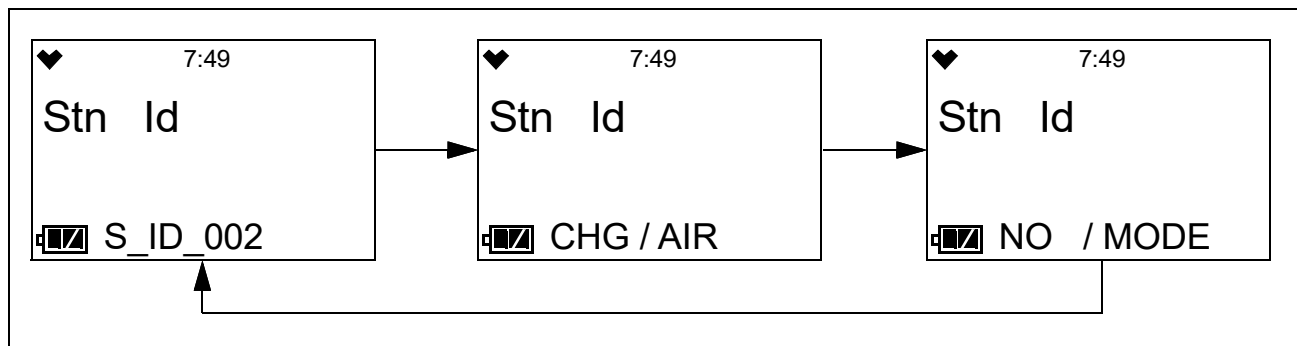 7:49
Stn Id
S_ID_002
7:49
Stn Id
CHG / AIR
7:49
Stn Id
NO / MODE